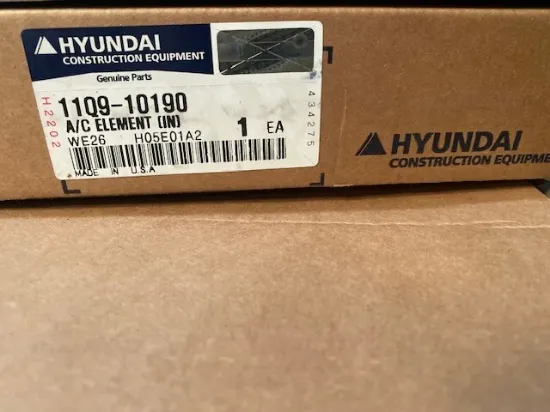 HYUNDAI
CONSTRUCTION EQUIPMENT
Genuine Parts
H2202
11Q9-10190
A/C ELEMENT (IN)
1 EA
WE26 H05E01A2
MADE IN U.S.A
434275
HYUNDAI
CONSTRUCTION EQUIPME